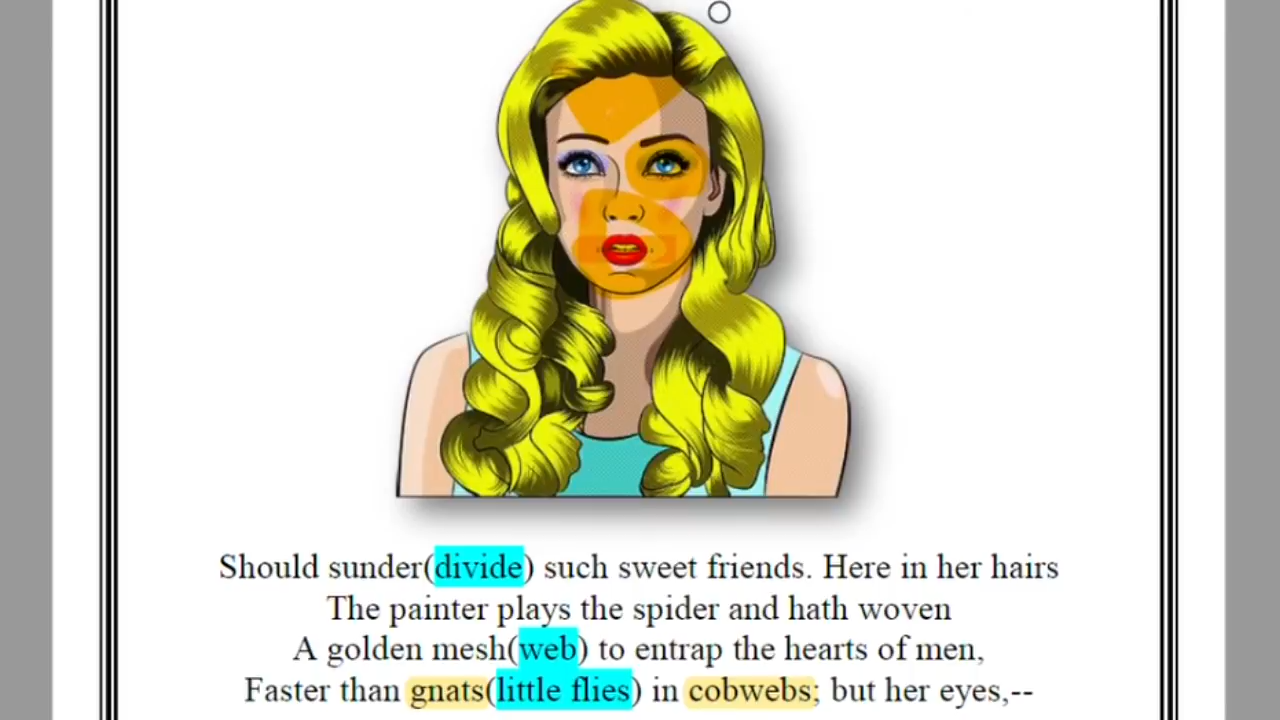 Should sunder(divide) such sweet friends. Here in her hairs
The painter plays the spider and hath woven
A golden mesh(web) to entrap the hearts of men,
Faster than gnats(little flies) in cobwebs; but her eyes,--